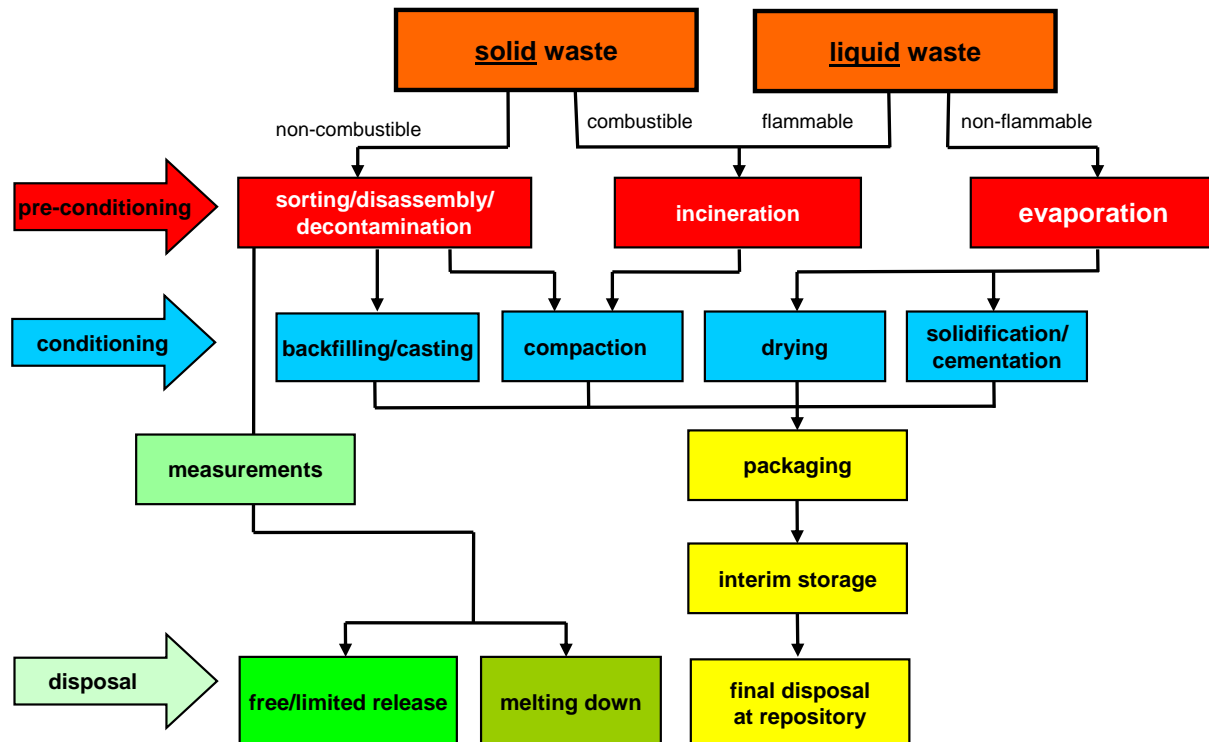 solid waste
liquid waste
non-combustible
combustible
flammable
non-flammable
pre-conditioning
sorting/disassembly/
decontamination
incineration
evaporation
conditioning
backfilling/casting
compaction
drying
solidification/
cementation
measurements
packaging
interim storage
disposal
free/limited release
melting down
final disposal
at repository